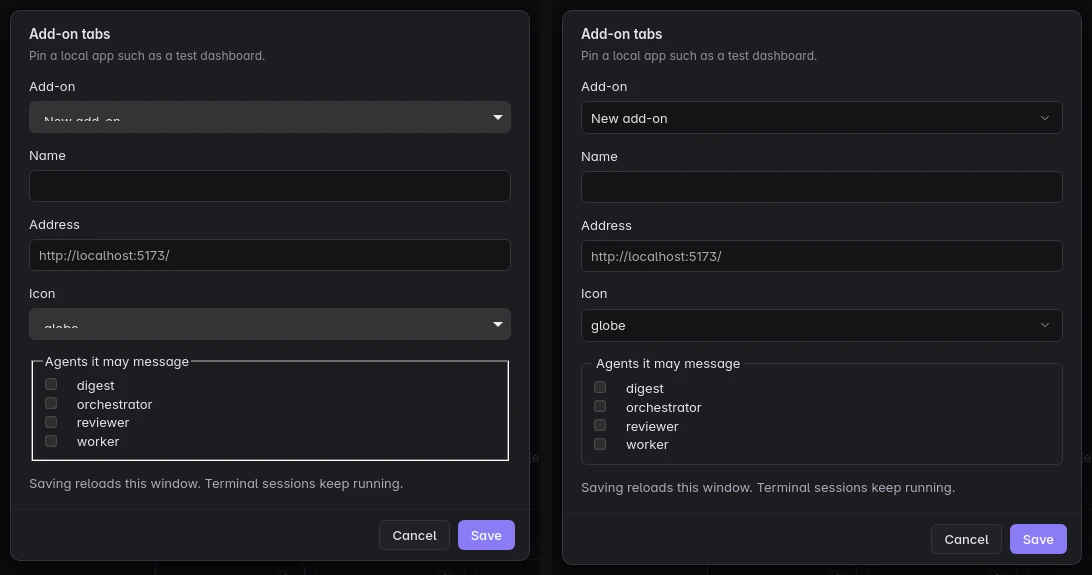 Add-on tabs
Pin a local app such as a test dashboard.
Add-on
New add-on
Name
Address
http://localhost:5173/
Icon
globe
Agents it may message
digest
orchestrator
reviewer
worker
Saving reloads this window. Terminal sessions keep running.
Cancel
Save
Add-on tabs
Pin a local app such as a test dashboard.
Add-on
New add-on
Name
Address
http://localhost:5173/
Icon
globe
Agents it may message
digest
orchestrator
reviewer
worker
Saving reloads this window. Terminal sessions keep running.
Cancel
Save